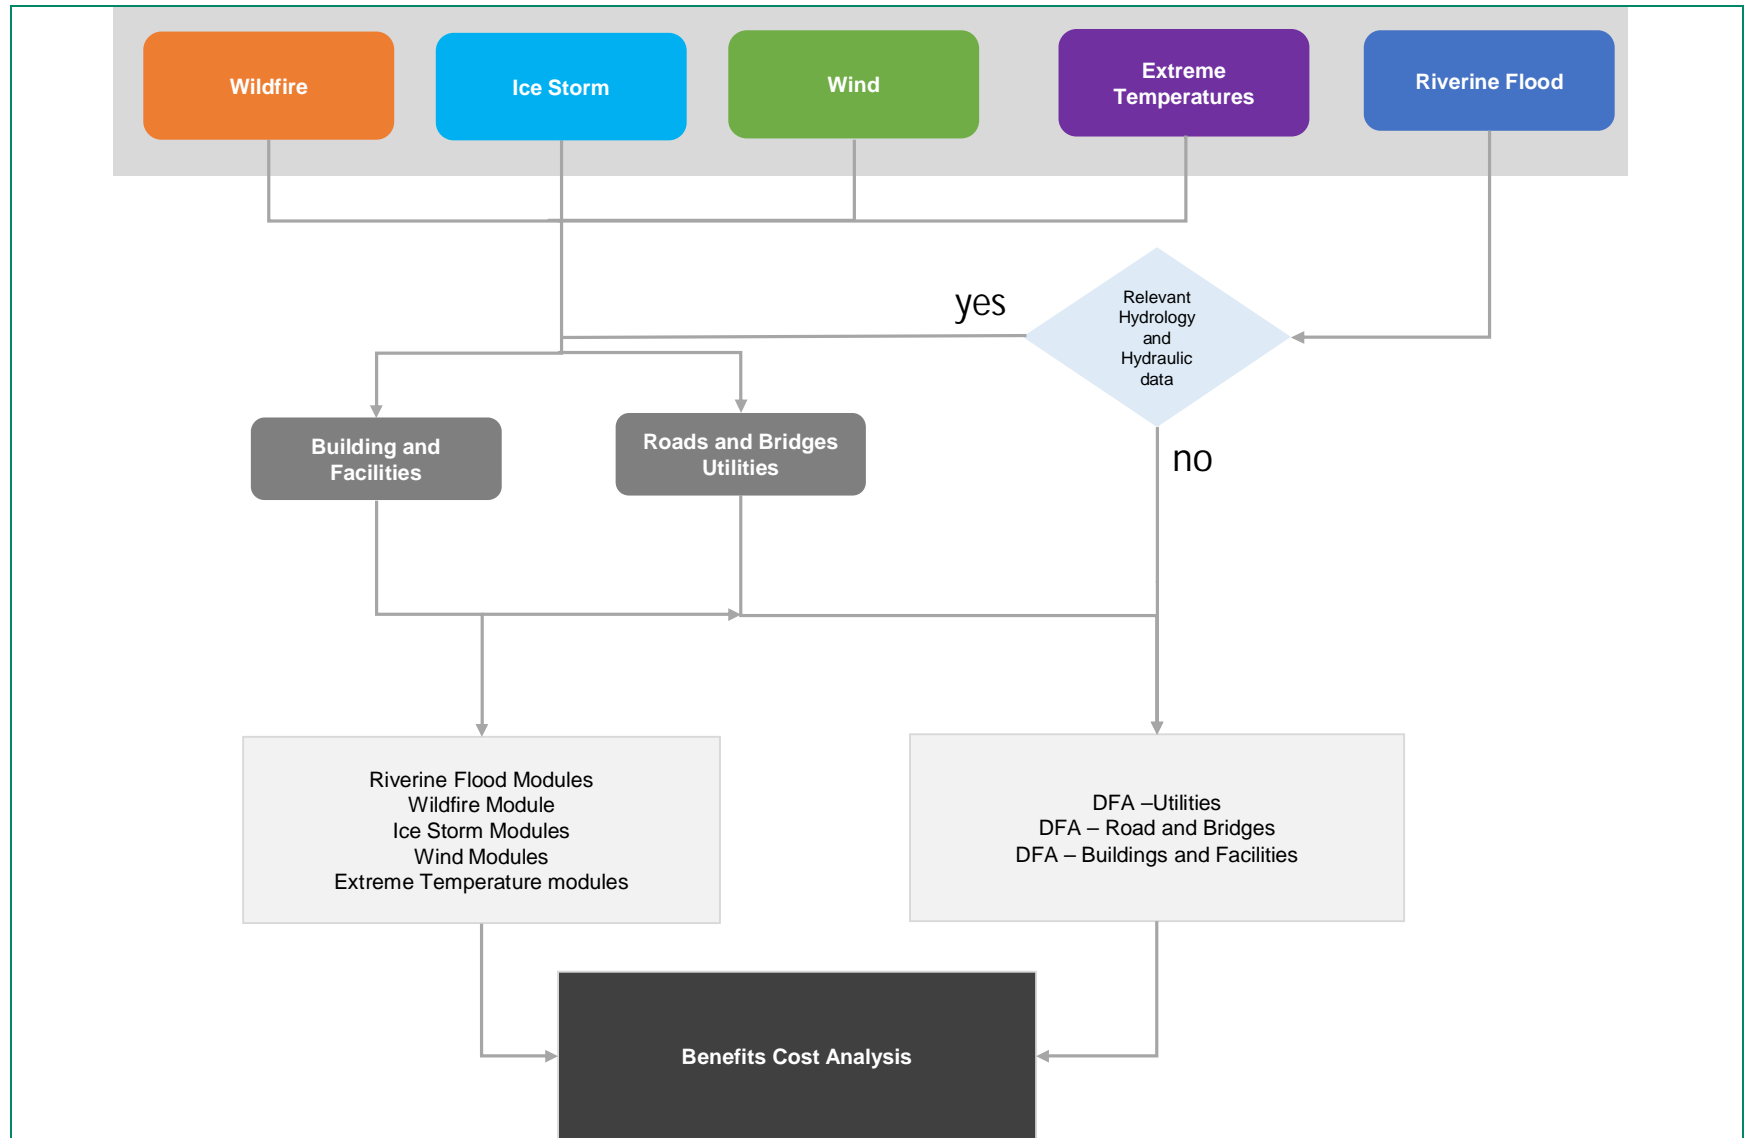 Wildfire
Ice Storm
Wind
Extreme
Temperatures
Riverine Flood
yes
Relevant
Hydrology
and
Hydraulic
data
no
Building and
Facilities
Roads and Bridges
Utilities
Riverine Flood Modules
Wildfire Module
Ice Storm Modules
Wind Modules
Extreme Temperature modules
DFA –Utilities
DFA – Road and Bridges
DFA – Buildings and Facilities
Benefits Cost Analysis